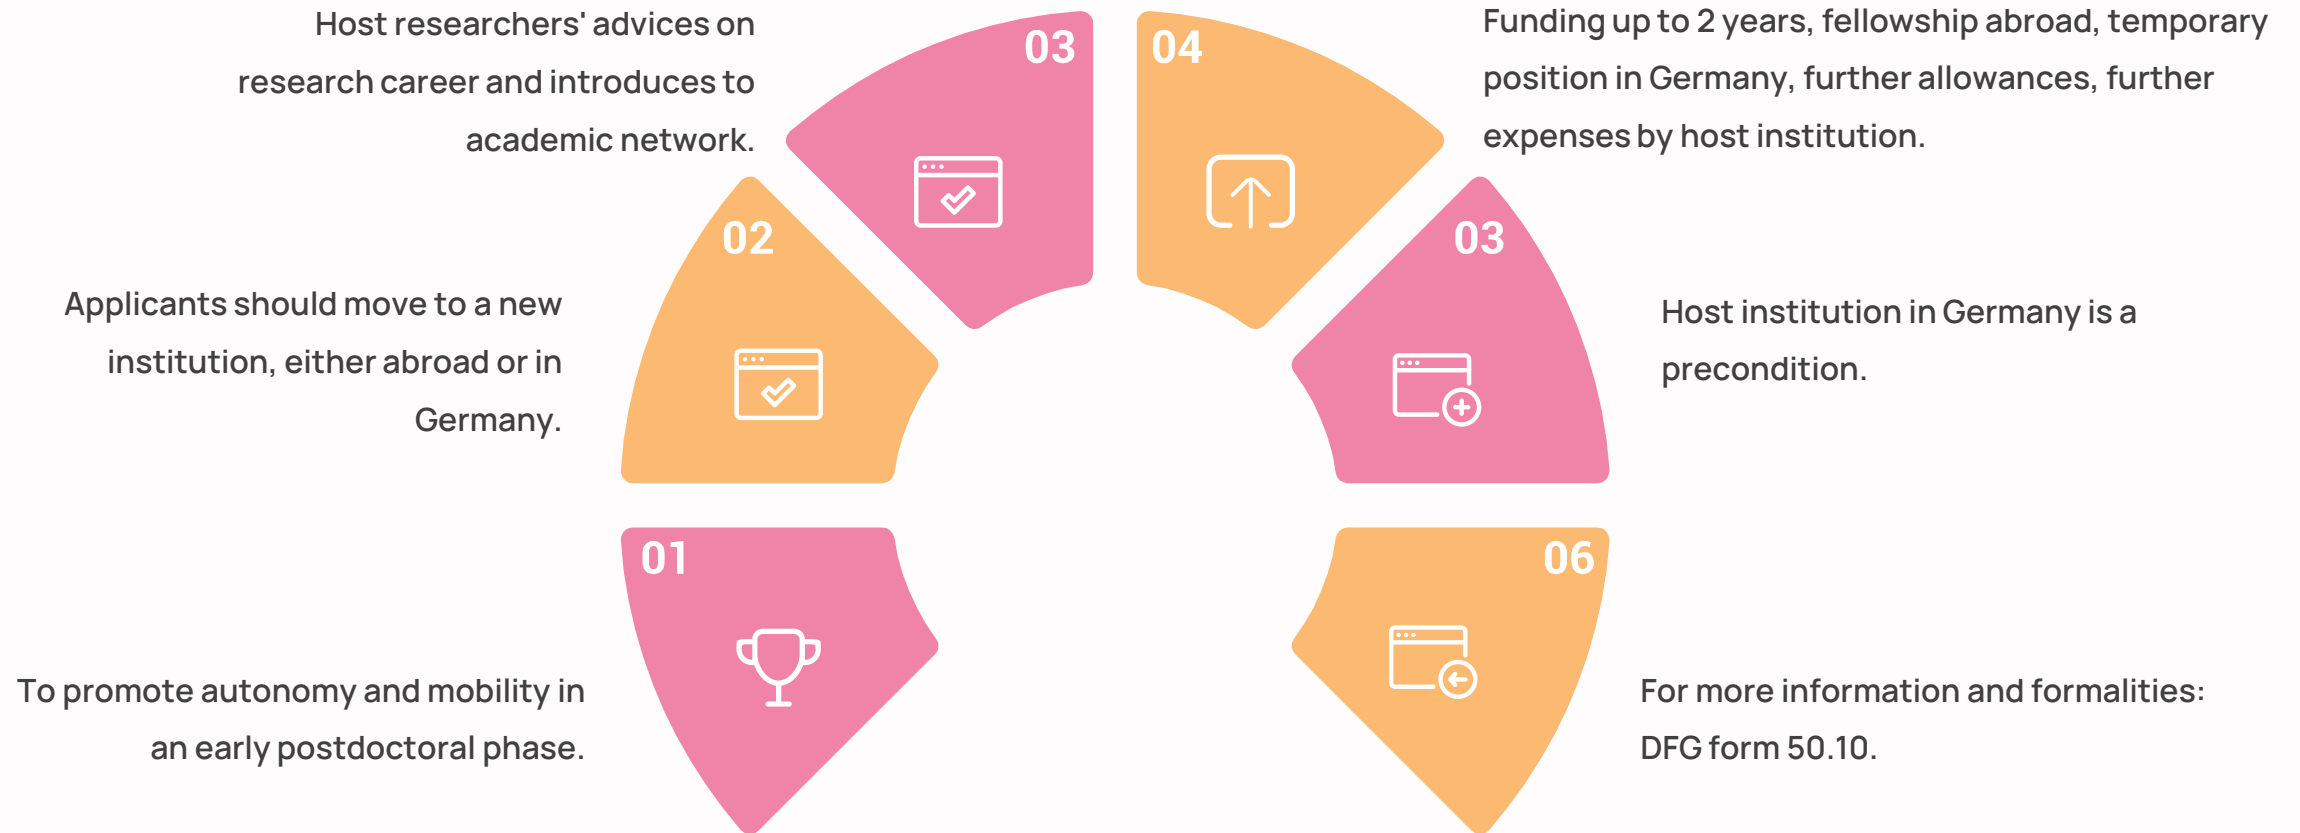 01
To promote autonomy and mobility in
an early postdoctoral phase.
02
Applicants should move to a new
institution, either abroad or in
Germany.
03
Host researchers' advices on
research career and introduces to
academic network.
04
Funding up to 2 years, fellowship abroad, temporary
position in Germany, further allowances, further
expenses by host institution.
03
Host institution in Germany is a
precondition.
06
For more information and formalities:
DFG form 50.10.